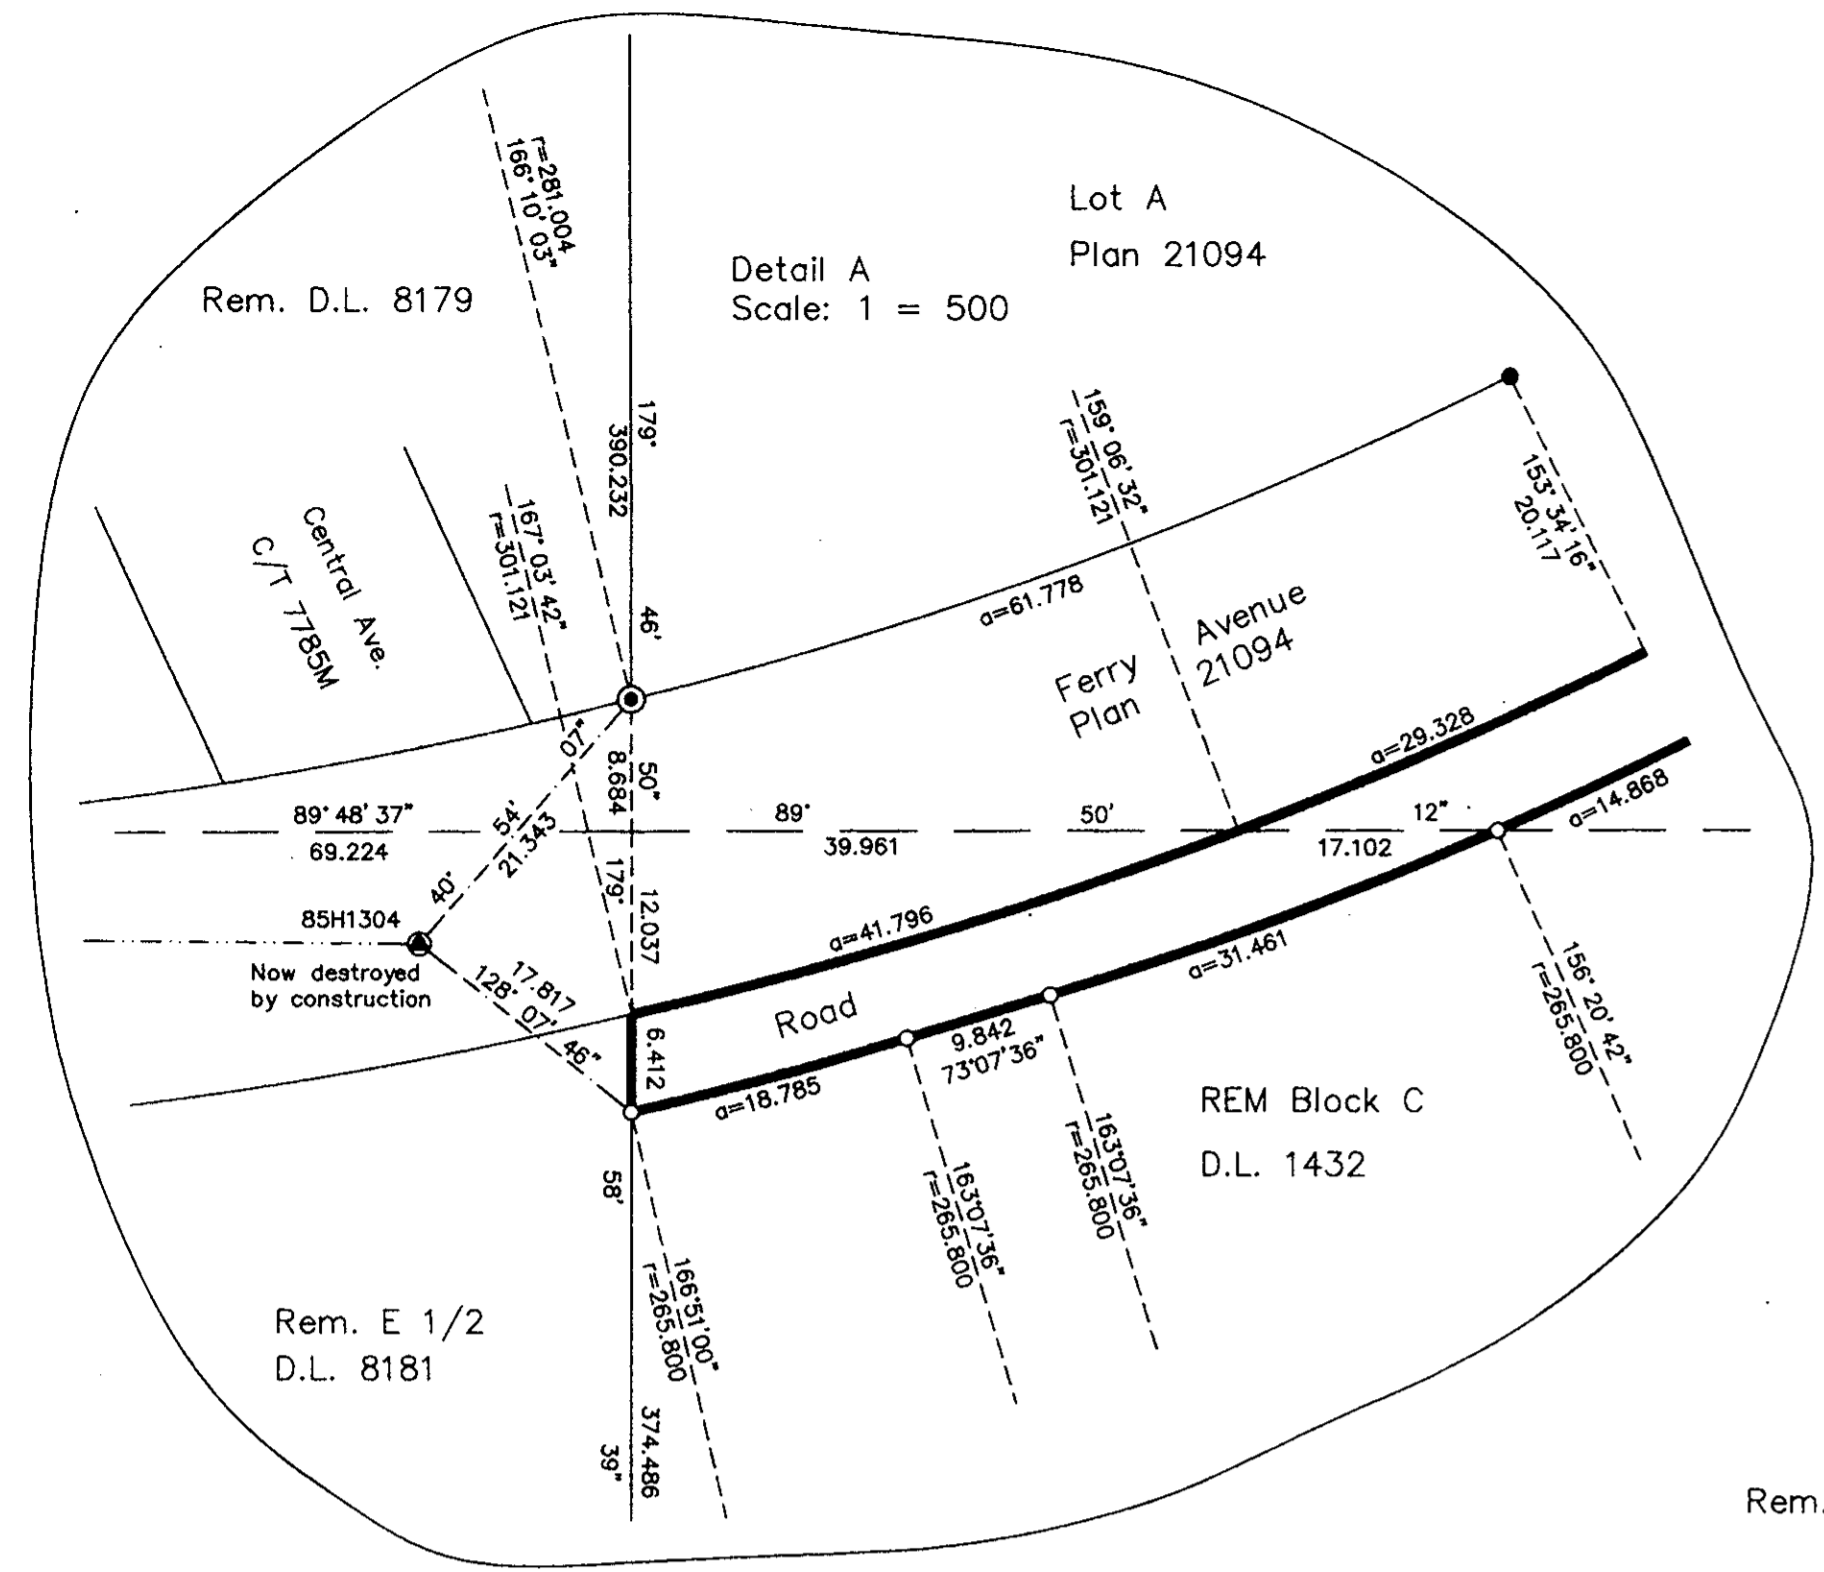 Lot A
Plan 21094
Detail A
Scale: 1 = 500
Rem. D.L. 8179
r=281.004
166° 10' 03"
179°
390.232
46'
159° 06' 32"
r=301.121
153° 34' 16"
20.117
Central Ave.
C/T 7785M
167° 03' 42"
r=301.121
a=61.778
Ferry Avenue
Plan 21094
a=29.328
07"
54'
40°
21.343
50"
8.684
89° 48' 37"
69.224
89° 50' 12"
39.961
17.102
a=14.868
179°
12.037
85H1304
Now destroyed
by construction
17.817
128° 07' 46"
a=41.796
Road
6.412
a=18.785
9.842
73°07'36"
a=31.461
156° 20' 42"
r=265.800
163°07'36"
r=265.800
163°07'36"
r=265.800
REM Block C
D.L. 1432
58'
166°51'00"
r=265.800
Rem. E 1/2
D.L. 8181
374.486
39"
Rem.